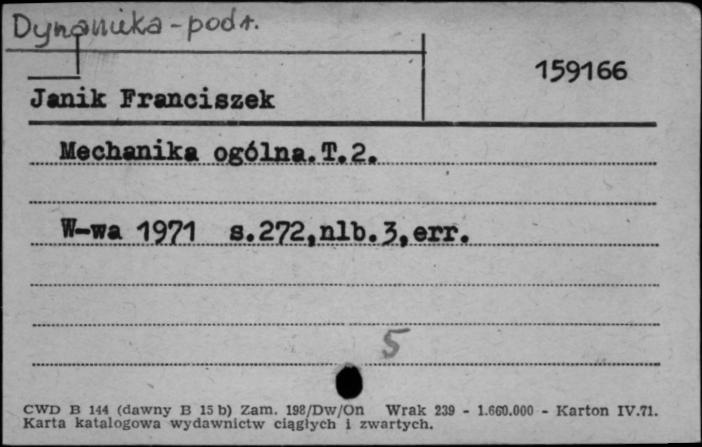 Dynamika - podr.
159166
Janik Franciszek
Mechanika ogólna.T.2.
W-wa 1971 s.272,nlb.3,err.
5
CWD B 144 (dawny B 15 b) Zam. 198/Dw/On Wrak 239 - 1.660.000 - Karton IV.71.
Karta katalogowa wydawnictw ciągłych i zwartych.